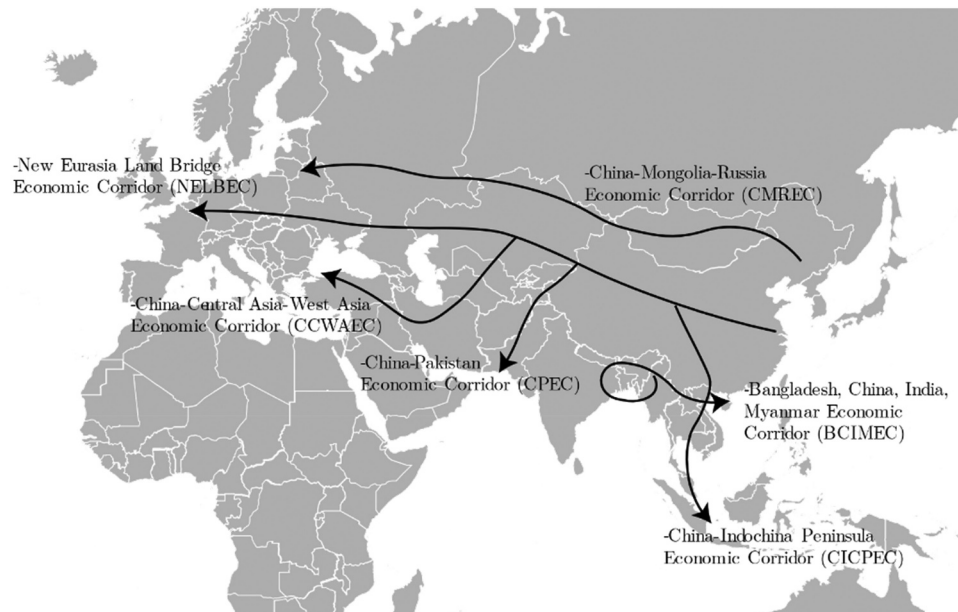 -New Eurasia Land Bridge
Economic Corridor (NELBEC)
-China-Mongolia-Russia
Economic Corridor (CMREC)
-China-Central Asia-West Asia
Economic Corridor (CCWAEC)
-China-Pakistan
Economic Corridor (CPEC)
-Bangladesh, China, India,
Myanmar Economic
Corridor (BCIMEC)
-China-Indochina Peninsula
Economic Corridor (CICPEC)